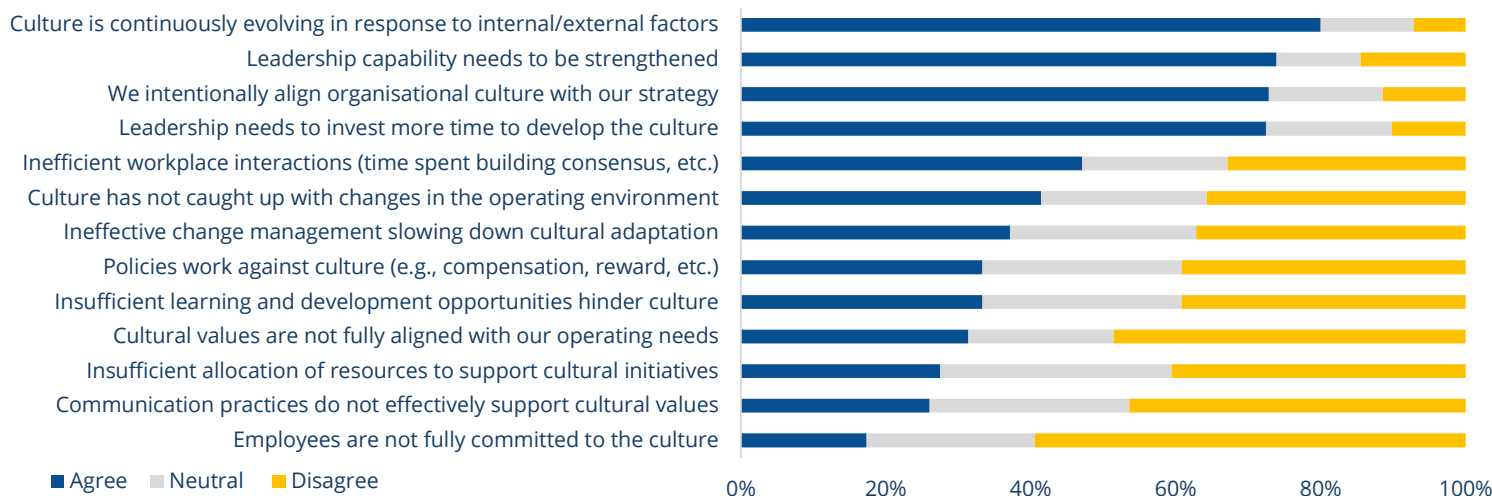 Culture is continuously evolving in response to internal/external factors
Leadership capability needs to be strengthened
We intentionally align organisational culture with our strategy
Leadership needs to invest more time to develop the culture
Inefficient workplace interactions (time spent building consensus, etc.)
Culture has not caught up with changes in the operating environment
Ineffective change management slowing down cultural adaptation
Policies work against culture (e.g., compensation, reward, etc.)
Insufficient learning and development opportunities hinder culture
Cultural values are not fully aligned with our operating needs
Insufficient allocation of resources to support cultural initiatives
Communication practices do not effectively support cultural values
Employees are not fully committed to the culture
Agree Neutral Disagree
0% 20% 40% 60% 80% 100%